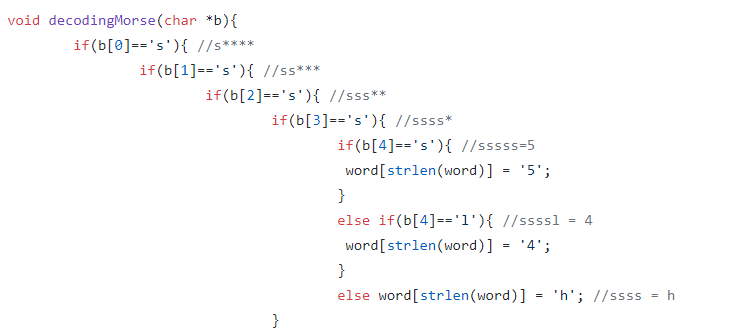 void decodingMorse(char *b){
if(b[0]=='s'){ //s****
if(b[1]=='s'){ //ss***
if(b[2]=='s'){ //sss**
if(b[3]=='s'){ //ssss*
if(b[4]=='s'){ //sssss=5
word[strlen(word)] = '5';
}
else if(b[4]=='l'){ //ssssl = 4
word[strlen(word)] = '4';
}
else word[strlen(word)] = 'h'; //ssss = h
}